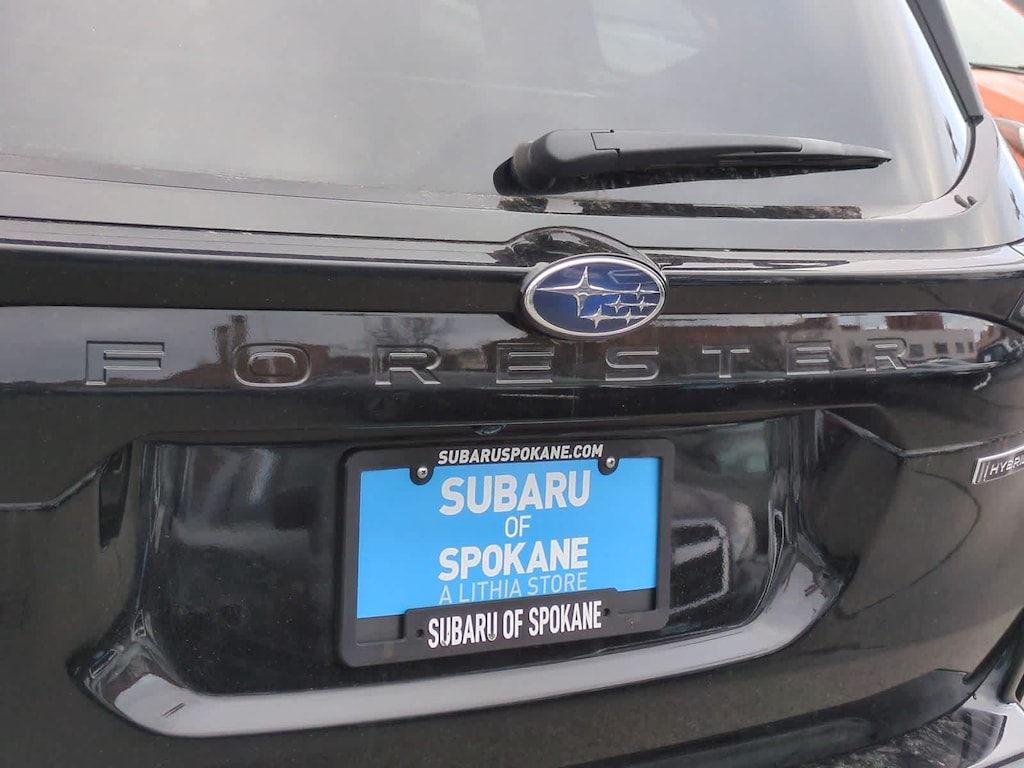 FORESTER
HYBRID
SUBARUSPOKANE.COM
SUBARU
OF
SPOKANE
A LITHIA STORE
SUBARU OF SPOKANE